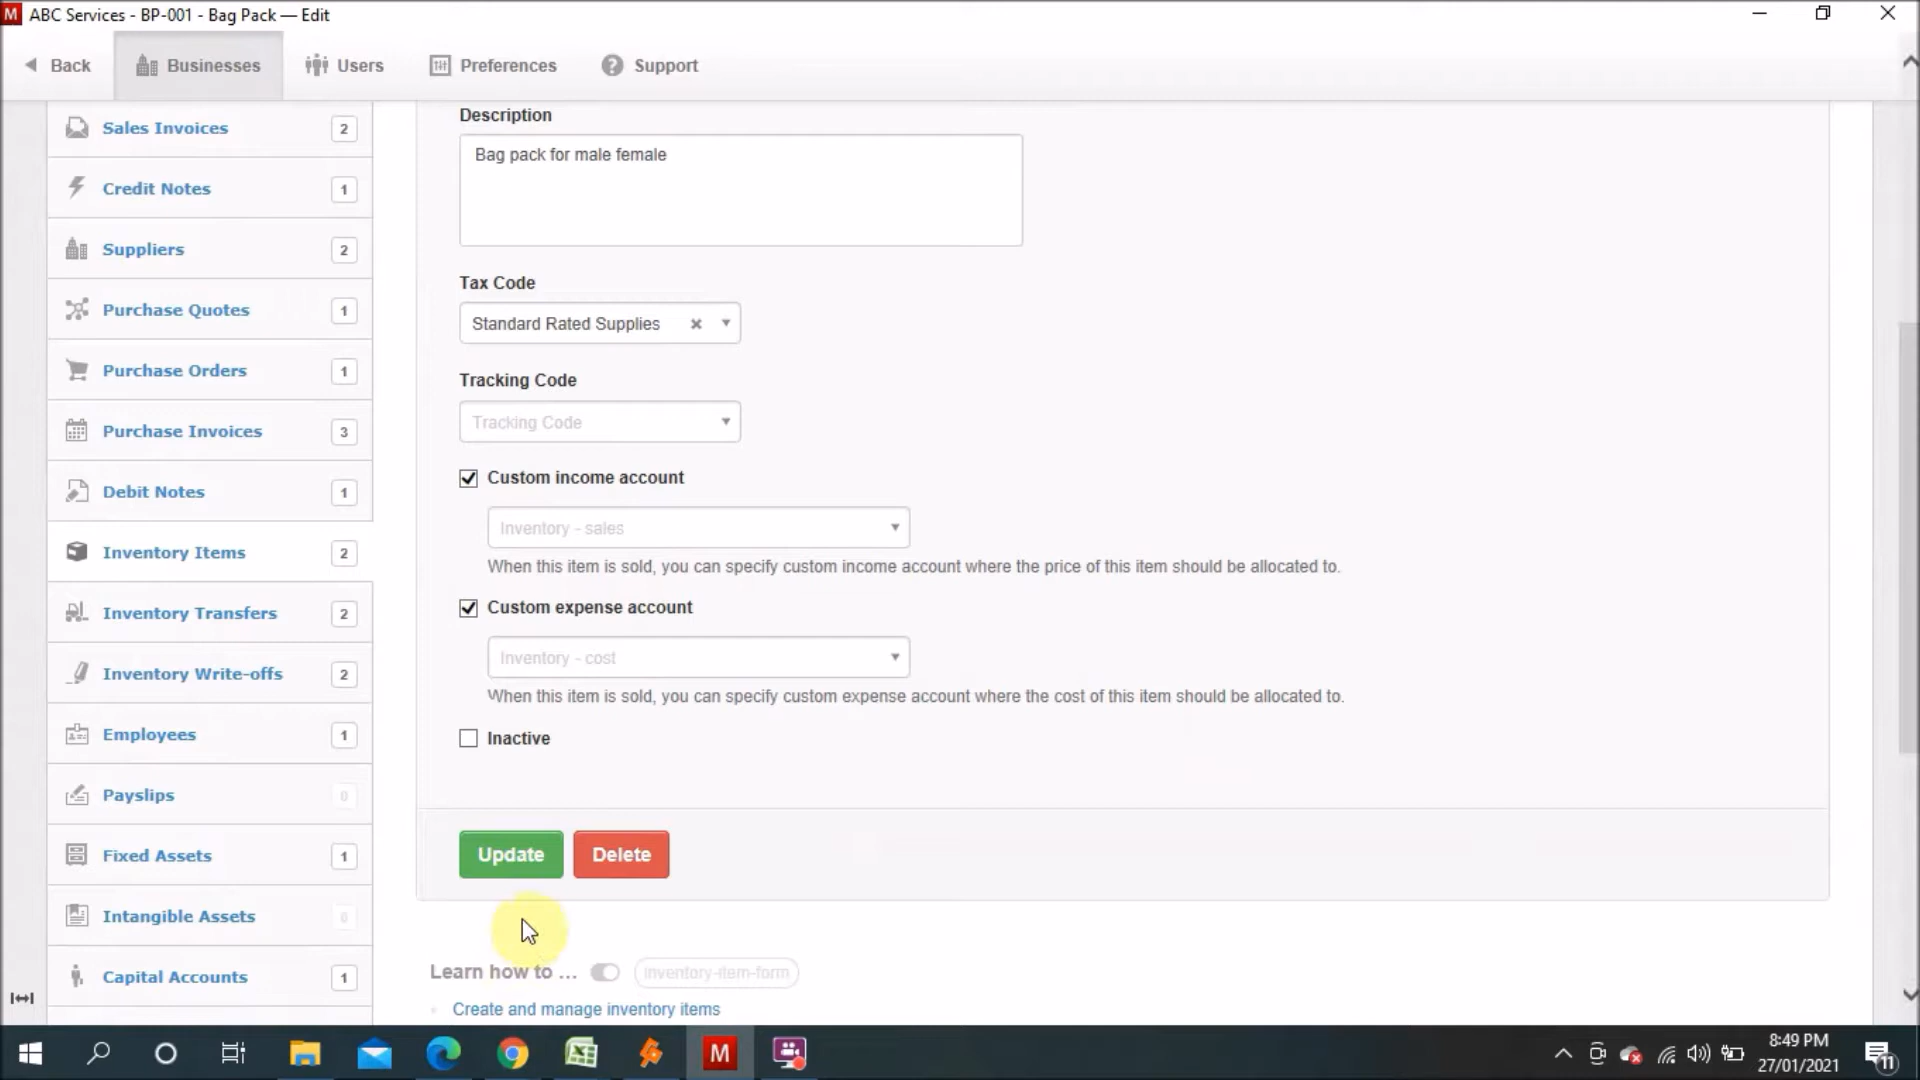 M ABC Services - BP-001 - Bag Pack — Edit
Back
Businesses
Users
Preferences
? Support
Sales Invoices 2
Credit Notes 1
Suppliers 2
Purchase Quotes 1
Purchase Orders 1
Purchase Invoices 3
Debit Notes 1
Inventory Items 2
Inventory Transfers 2
Inventory Write-offs 2
Employees 1
Payslips 0
Fixed Assets 1
Intangible Assets 0
Capital Accounts 1
Description
Bag pack for male female
Tax Code
Standard Rated Supplies
Tracking Code
Tracking Code
Custom income account
Inventory - sales
When this item is sold, you can specify custom income account where the price of this item should be allocated to.
Custom expense account
Inventory - cost
When this item is sold, you can specify custom expense account where the cost of this item should be allocated to.
Inactive
Update
Delete
Learn how to ... inventory-item-form
Create and manage inventory items
M
8:49 PM
27/01/2021
11